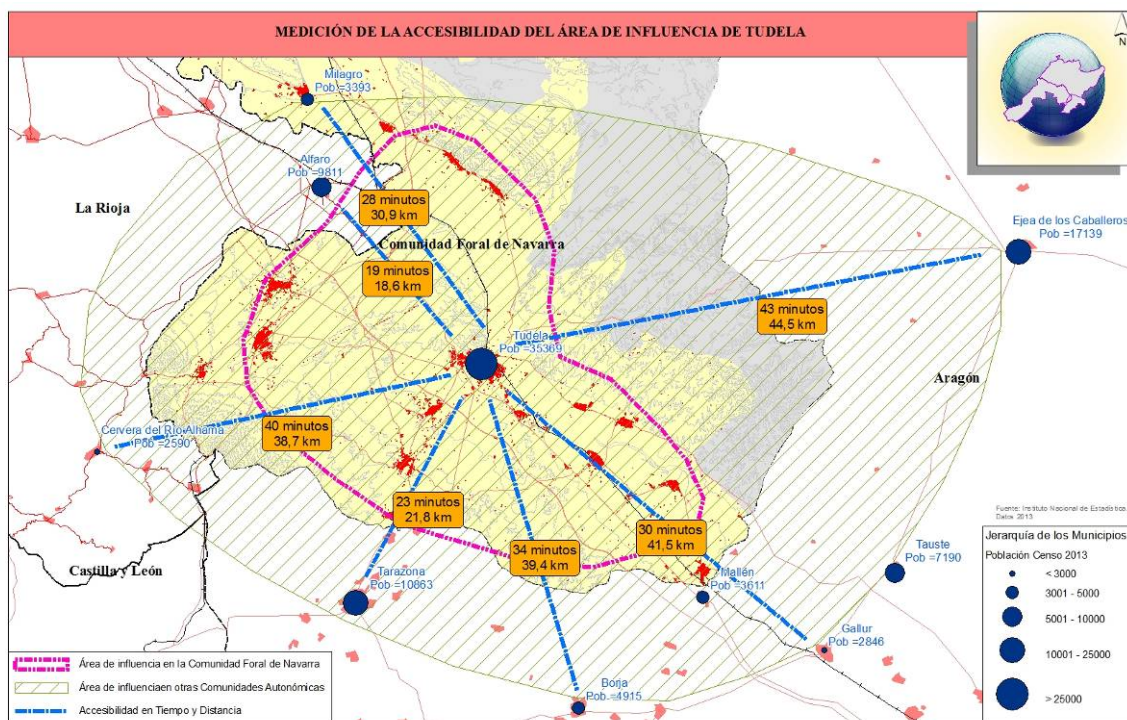 MEDICIÓN DE LA ACCESIBILIDAD DEL ÁREA DE INFLUENCIA DE TUDELA
N
Milagro
Pob =3393
Alfaro
Pob =9811
La Rioja
28 minutos
30,9 km
Comunidad Foral de Navarra
Ejea de los Caballeros
Pob =17139
19 minutos
18,6 km
43 minutos
44,5 km
Tudela
Pob =35369
Aragón
Cervera del Río Alhama
Pob =2590
40 minutos
38,7 km
23 minutos
21,8 km
30 minutos
41,5 km
34 minutos
39,4 km
Castilla y León
Tarazona
Pob =10863
Mallén
Pob =3611
Tauste
Pob =7190
Gallur
Pob =2846
Borja
Pob =4915
Fuente: Instituto Nacional de Estadística.
Datos 2013
Jerarquía de los Municipios
Población Censo 2013
< 3000
3001 - 5000
5001 - 10000
10001 - 25000
> 25000
Área de influencia en la Comunidad Foral de Navarra
Área de influenciaen otras Comunidades Autonómicas
Accesibilidad en Tiempo y Distancia